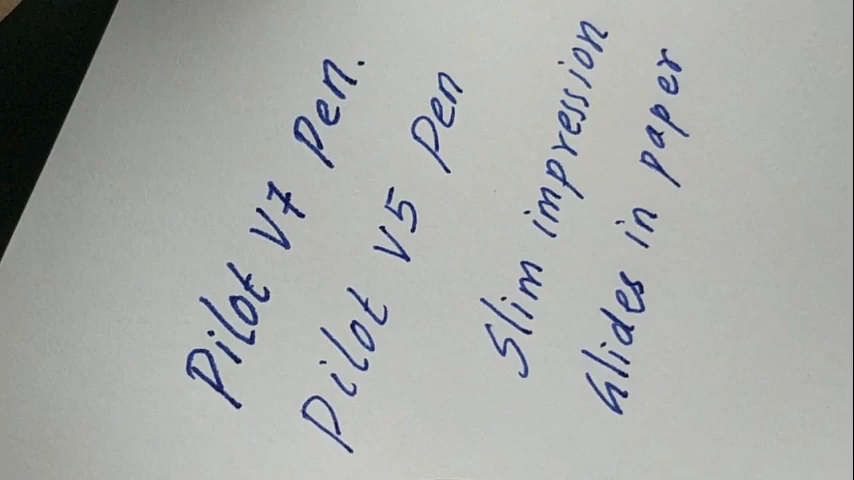 Pilot V7 Pen.
Pilot V5 Pen
Slim impression
Glides in paper